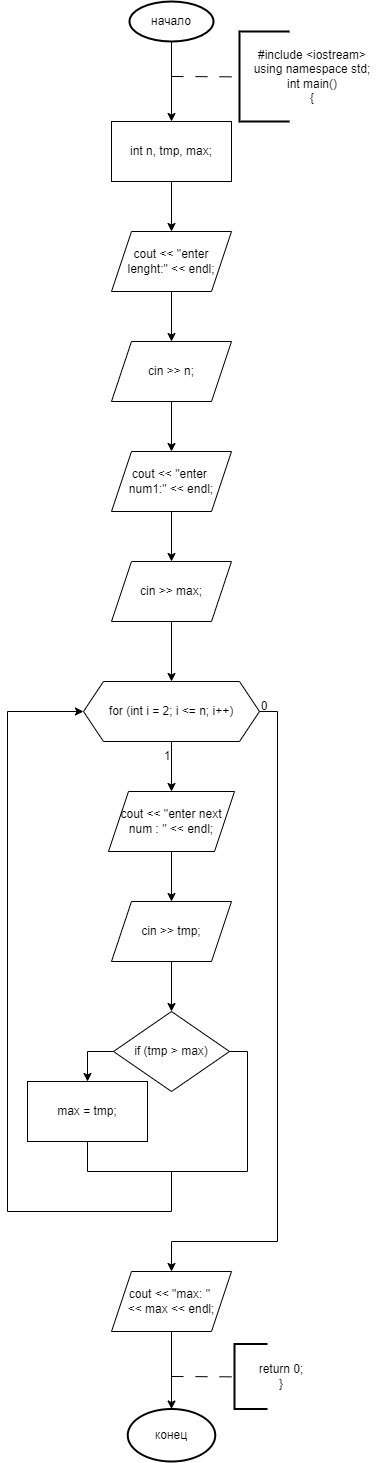 начало
#include <iostream>
using namespace std;
int main()
{
int n, tmp, max;
cout << "enter
lenght:" << endl;
cin >> n;
cout << "enter
num1:" << endl;
cin >> max;
for (int i = 2; i <= n; i++)
0
1
cout << "enter next
num : " << endl;
cin >> tmp;
if (tmp > max)
max = tmp;
cout << "max: "
<< max << endl;
return 0;
}
конец